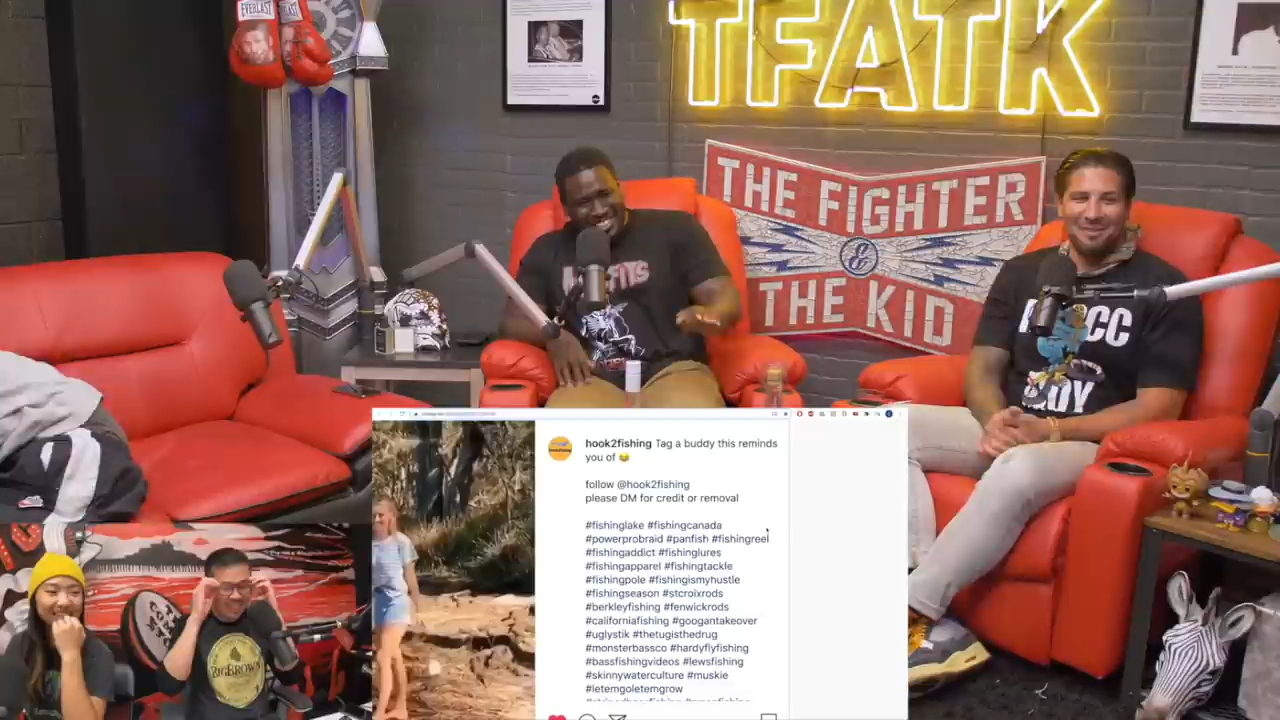 EVERLAST
TFATK
THE FIGHTER
&
THE KID
BIGBROWN
hook2fishing Tag a buddy this reminds
you of 😂
follow @hook2fishing
please DM for credit or removal
#fishinglake #fishingcanada
#powerprobraid #panfish #fishingreel
#fishingaddict #fishinglures
#fishingapparel #fishingtackle
#fishingpole #fishingismyhustle
#fishingseason #stcroixrods
#berkleyfishing #fenwickrods
#californiafishing #googantakeover
#uglystik #thetugisthedrug
#monsterbassco #hardyflyfishing
#bassfishingvideos #lewsfishing
#skinnywaterculture #muskie
#letemgoletemgrow